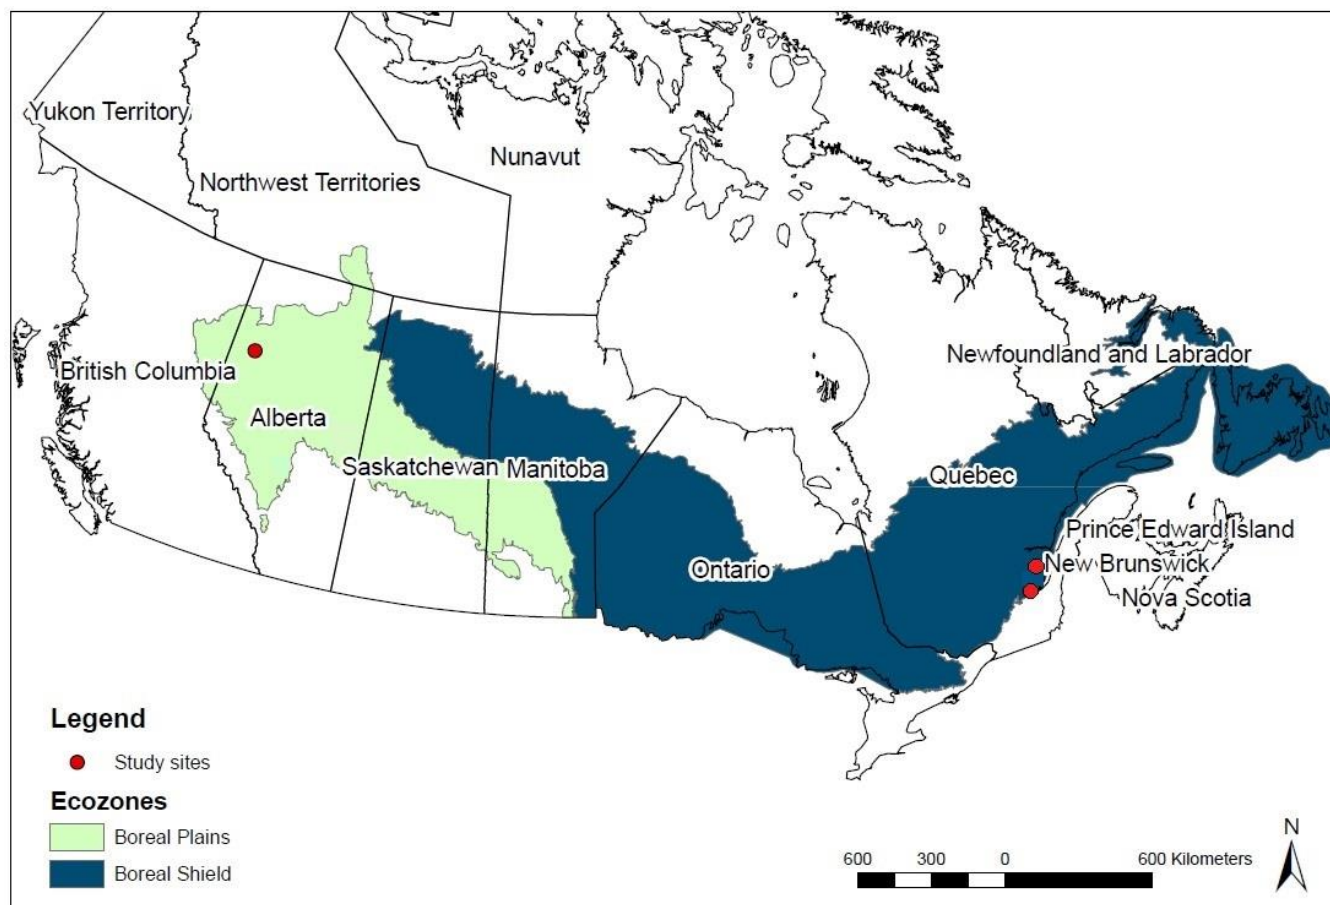 Yukon Territory
Northwest Territories
Nunavut
British Columbia
Alberta
Saskatchewan
Manitoba
Ontario
Quebec
Newfoundland and Labrador
Prince Edward Island
New Brunswick
Nova Scotia
Legend
Study sites
Ecozones
Boreal Plains
Boreal Shield
600 300 0 600 Kilometers
N